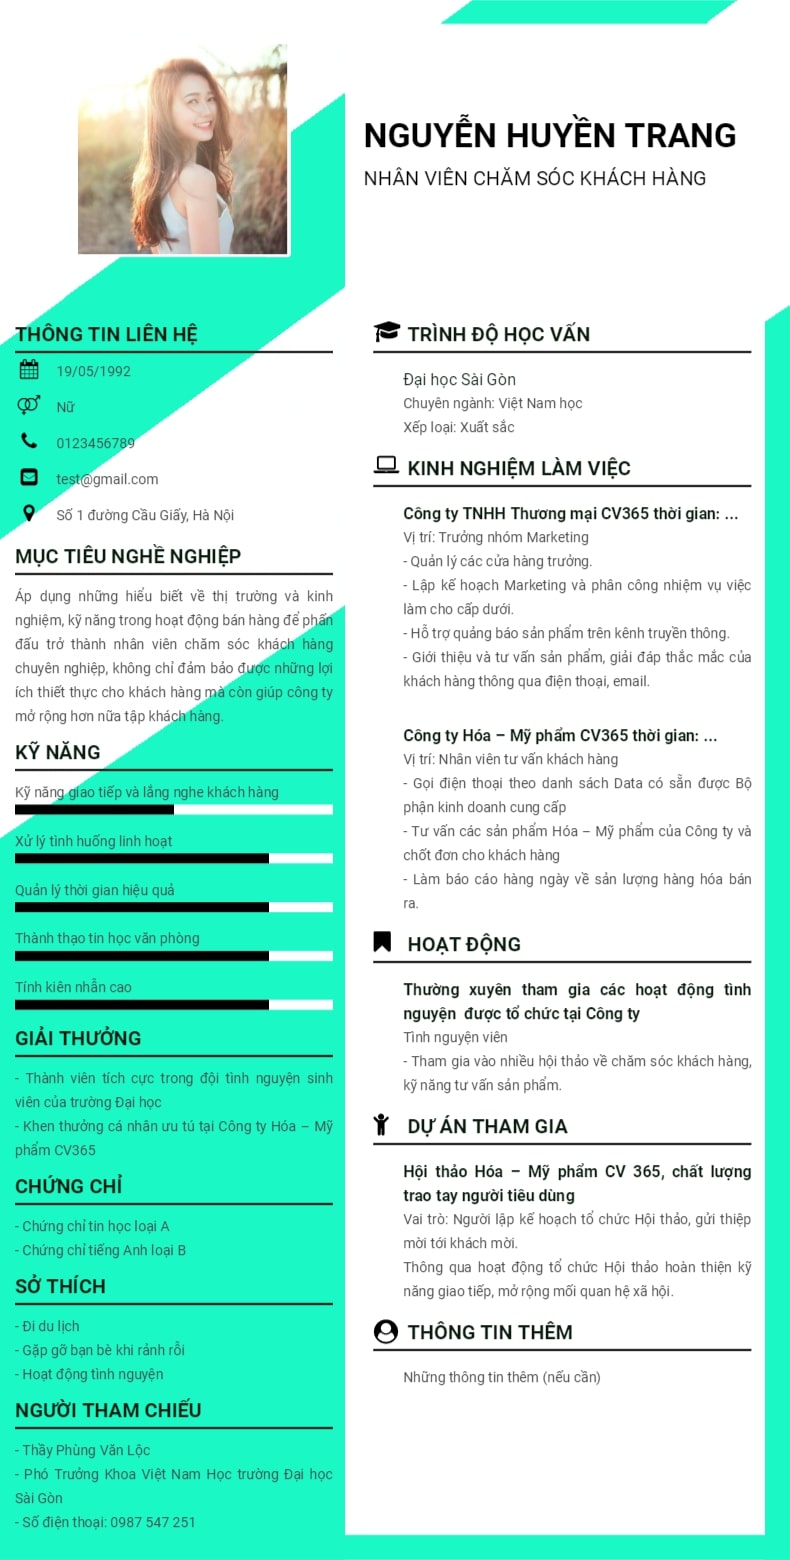 NGUYỄN HUYỀN TRANG
NHÂN VIÊN CHĂM SÓC KHÁCH HÀNG
THÔNG TIN LIÊN HỆ
19/05/1992
Nữ
0123456789
test@gmail.com
Số 1 đường Cầu Giấy, Hà Nội
MỤC TIÊU NGHỀ NGHIỆP
Áp dụng những hiểu biết về thị trường và kinh
nghiệm, kỹ năng trong hoạt động bán hàng để phấn
đấu trở thành nhân viên chăm sóc khách hàng
chuyên nghiệp, không chỉ đảm bảo được những lợi
ích thiết thực cho khách hàng mà còn giúp công ty
mở rộng hơn nữa tập khách hàng.
KỸ NĂNG
Kỹ năng giao tiếp và lắng nghe khách hàng
Xử lý tình huống linh hoạt
Quản lý thời gian hiệu quả
Thành thạo tin học văn phòng
Tính kiên nhẫn cao
GIẢI THƯỞNG
- Thành viên tích cực trong đội tình nguyện sinh
viên của trường Đại học
- Khen thưởng cá nhân ưu tú tại Công ty Hóa – Mỹ
phẩm CV365
CHỨNG CHỈ
- Chứng chỉ tin học loại A
- Chứng chỉ tiếng Anh loại B
SỞ THÍCH
- Đi du lịch
- Gặp gỡ bạn bè khi rảnh rỗi
- Hoạt động tình nguyện
NGƯỜI THAM CHIẾU
- Thầy Phùng Văn Lộc
- Phó Trưởng Khoa Việt Nam Học trường Đại học
Sài Gòn
- Số điện thoại: 0987 547 251
TRÌNH ĐỘ HỌC VẤN
Đại học Sài Gòn
Chuyên ngành: Việt Nam học
Xếp loại: Xuất sắc
KINH NGHIỆM LÀM VIỆC
Công ty TNHH Thương mại CV365 thời gian: ...
Vị trí: Trưởng nhóm Marketing
- Quản lý các cửa hàng trưởng.
- Lập kế hoạch Marketing và phân công nhiệm vụ việc
làm cho cấp dưới.
- Hỗ trợ quảng báo sản phẩm trên kênh truyền thông.
- Giới thiệu và tư vấn sản phẩm, giải đáp thắc mắc của
khách hàng thông qua điện thoại, email.
Công ty Hóa – Mỹ phẩm CV365 thời gian: ...
Vị trí: Nhân viên tư vấn khách hàng
- Gọi điện thoại theo danh sách Data có sẵn được Bộ
phận kinh doanh cung cấp
- Tư vấn các sản phẩm Hóa – Mỹ phẩm của Công ty và
chốt đơn cho khách hàng
- Làm báo cáo hàng ngày về sản lượng hàng hóa bán
ra.
HOẠT ĐỘNG
Thường xuyên tham gia các hoạt động tình
nguyện được tổ chức tại Công ty
Tình nguyện viên
- Tham gia vào nhiều hội thảo về chăm sóc khách hàng,
kỹ năng tư vấn sản phẩm.
DỰ ÁN THAM GIA
Hội thảo Hóa – Mỹ phẩm CV 365, chất lượng
trao tay người tiêu dùng
Vai trò: Người lập kế hoạch tổ chức Hội thảo, gửi thiệp
mời tới khách mời.
Thông qua hoạt động tổ chức Hội thảo hoàn thiện kỹ
năng giao tiếp, mở rộng mối quan hệ xã hội.
THÔNG TIN THÊM
Những thông tin thêm (nếu cần)